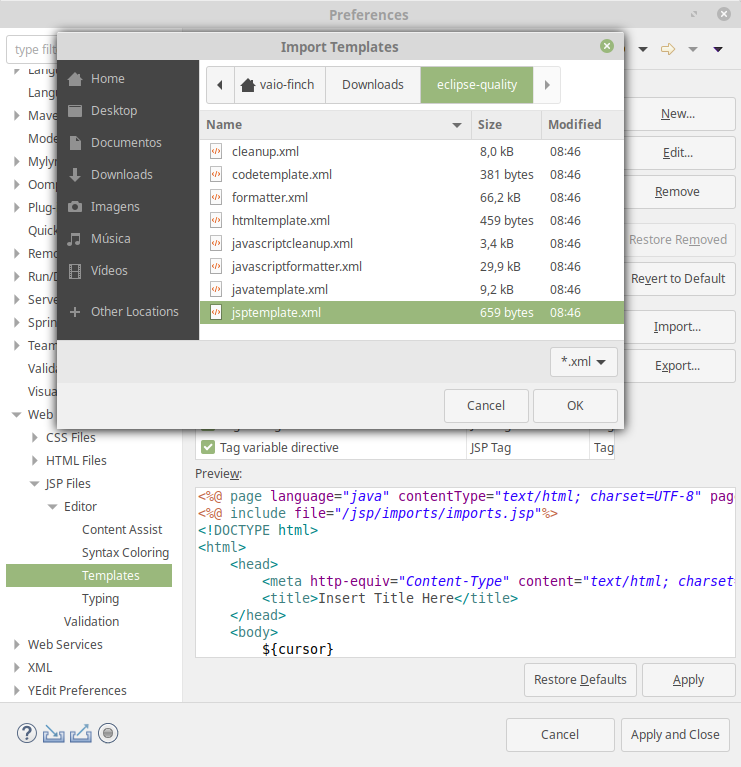 Preferences
type filt
Import Templates
Home
Desktop
Documentos
Downloads
Imagens
Música
Vídeos
Other Locations
vaio-finch Downloads eclipse-quality
Name Size Modified
cleanup.xml 8,0 kB 08:46
codetemplate.xml 381 bytes 08:46
formatter.xml 66,2 kB 08:46
htmltemplate.xml 459 bytes 08:46
javascriptcleanup.xml 3,4 kB 08:46
javascriptformatter.xml 29,9 kB 08:46
javatemplate.xml 9,2 kB 08:46
jsptemplate.xml 659 bytes 08:46
*.xml
Cancel OK
Lang
Mave
Mode
Mylyn
Oomp
Plug-
Quick
Remo
Run/D
Serve
Sprin
Team
Valida
Visua
Web
CSS Files
HTML Files
JSP Files
Editor
Content Assist
Syntax Coloring
Templates
Typing
Validation
Web Services
XML
YEdit Preferences
New...
Edit...
Remove
Restore Removed
Revert to Default
Import...
Export...
Tag variable directive JSP Tag Tag
Preview:
<%@ page language="java" contentType="text/html; charset=UTF-8" pag
<%@ include file="/jsp/imports/imports.jsp"%>
<!DOCTYPE html>
<html>
<head>
<meta http-equiv="Content-Type" content="text/html; charset=
<title>Insert Title Here</title>
</head>
<body>
${cursor}
Restore Defaults Apply
Cancel Apply and Close